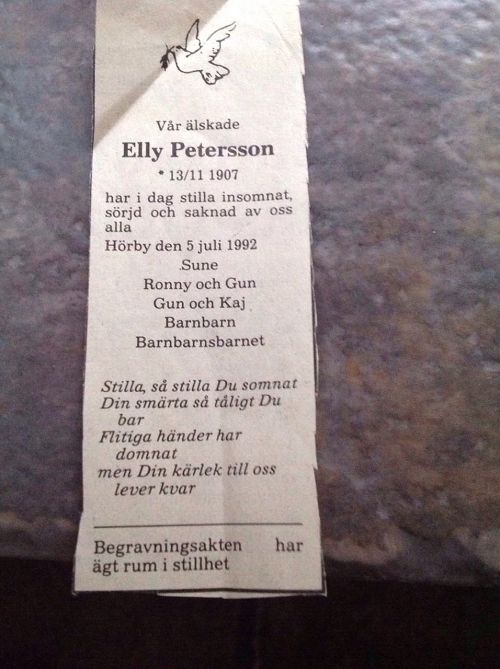 Vår älskade
Elly Petersson
* 13/11 1907
har i dag stilla insomnat,
sörjd och saknad av oss
alla
Hörby den 5 juli 1992
Sune
Ronny och Gun
Gun och Kaj
Barnbarn
Barnbarnsbarnet
Stilla, så stilla Du somnat
Din smärta så tåligt Du
bar
Flitiga händer har
domnat
men Din kärlek till oss
lever kvar
Begravningsakten har
ägt rum i stillhet